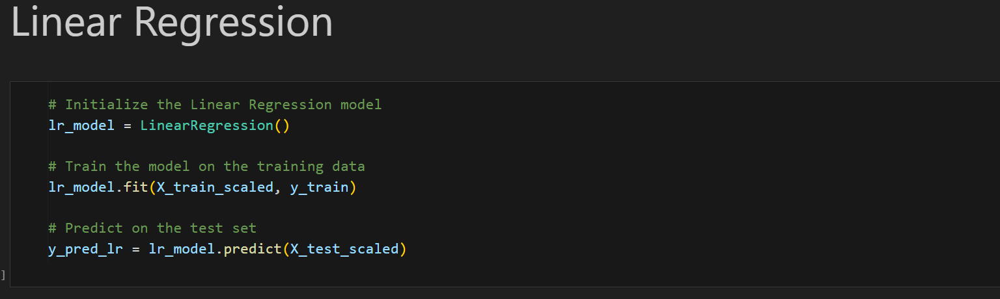 Linear Regression
# Initialize the Linear Regression model
lr_model = LinearRegression()
# Train the model on the training data
lr_model.fit(X_train_scaled, y_train)
# Predict on the test set
y_pred_lr = lr_model.predict(X_test_scaled)
]